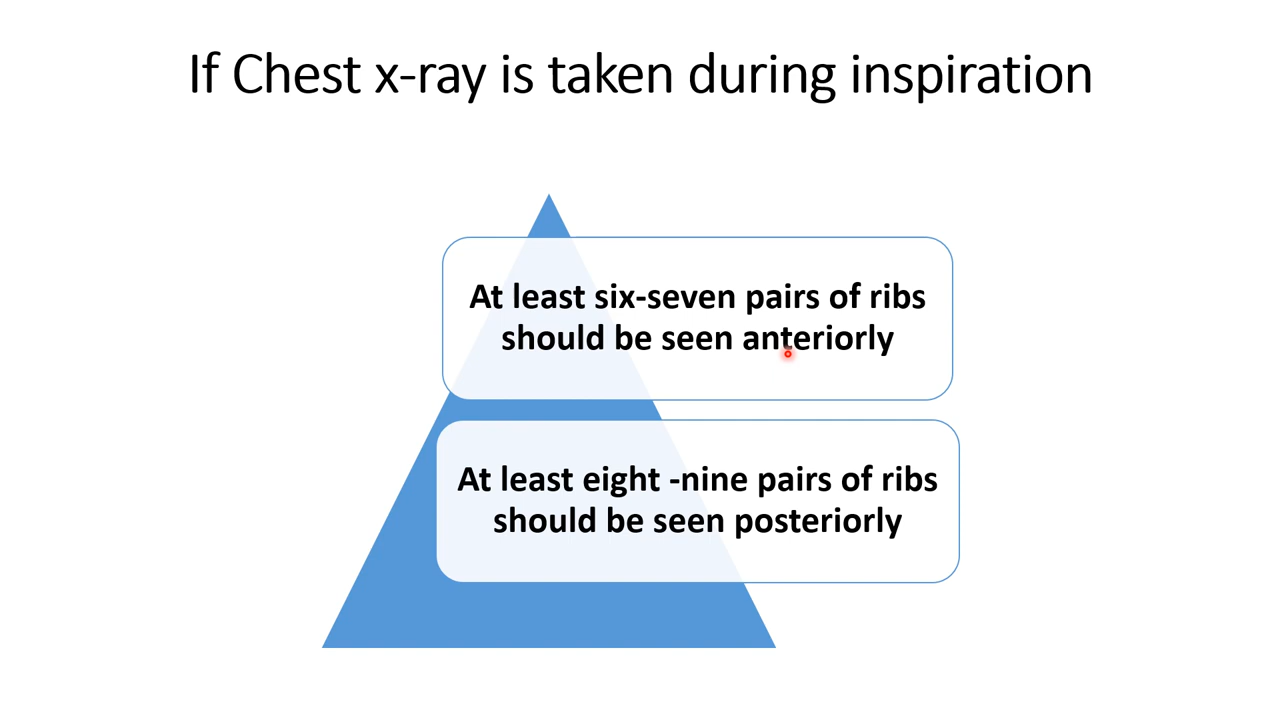 If Chest x-ray is taken during inspiration
At least six-seven pairs of ribs
should be seen anteriorly
At least eight -nine pairs of ribs
should be seen posteriorly